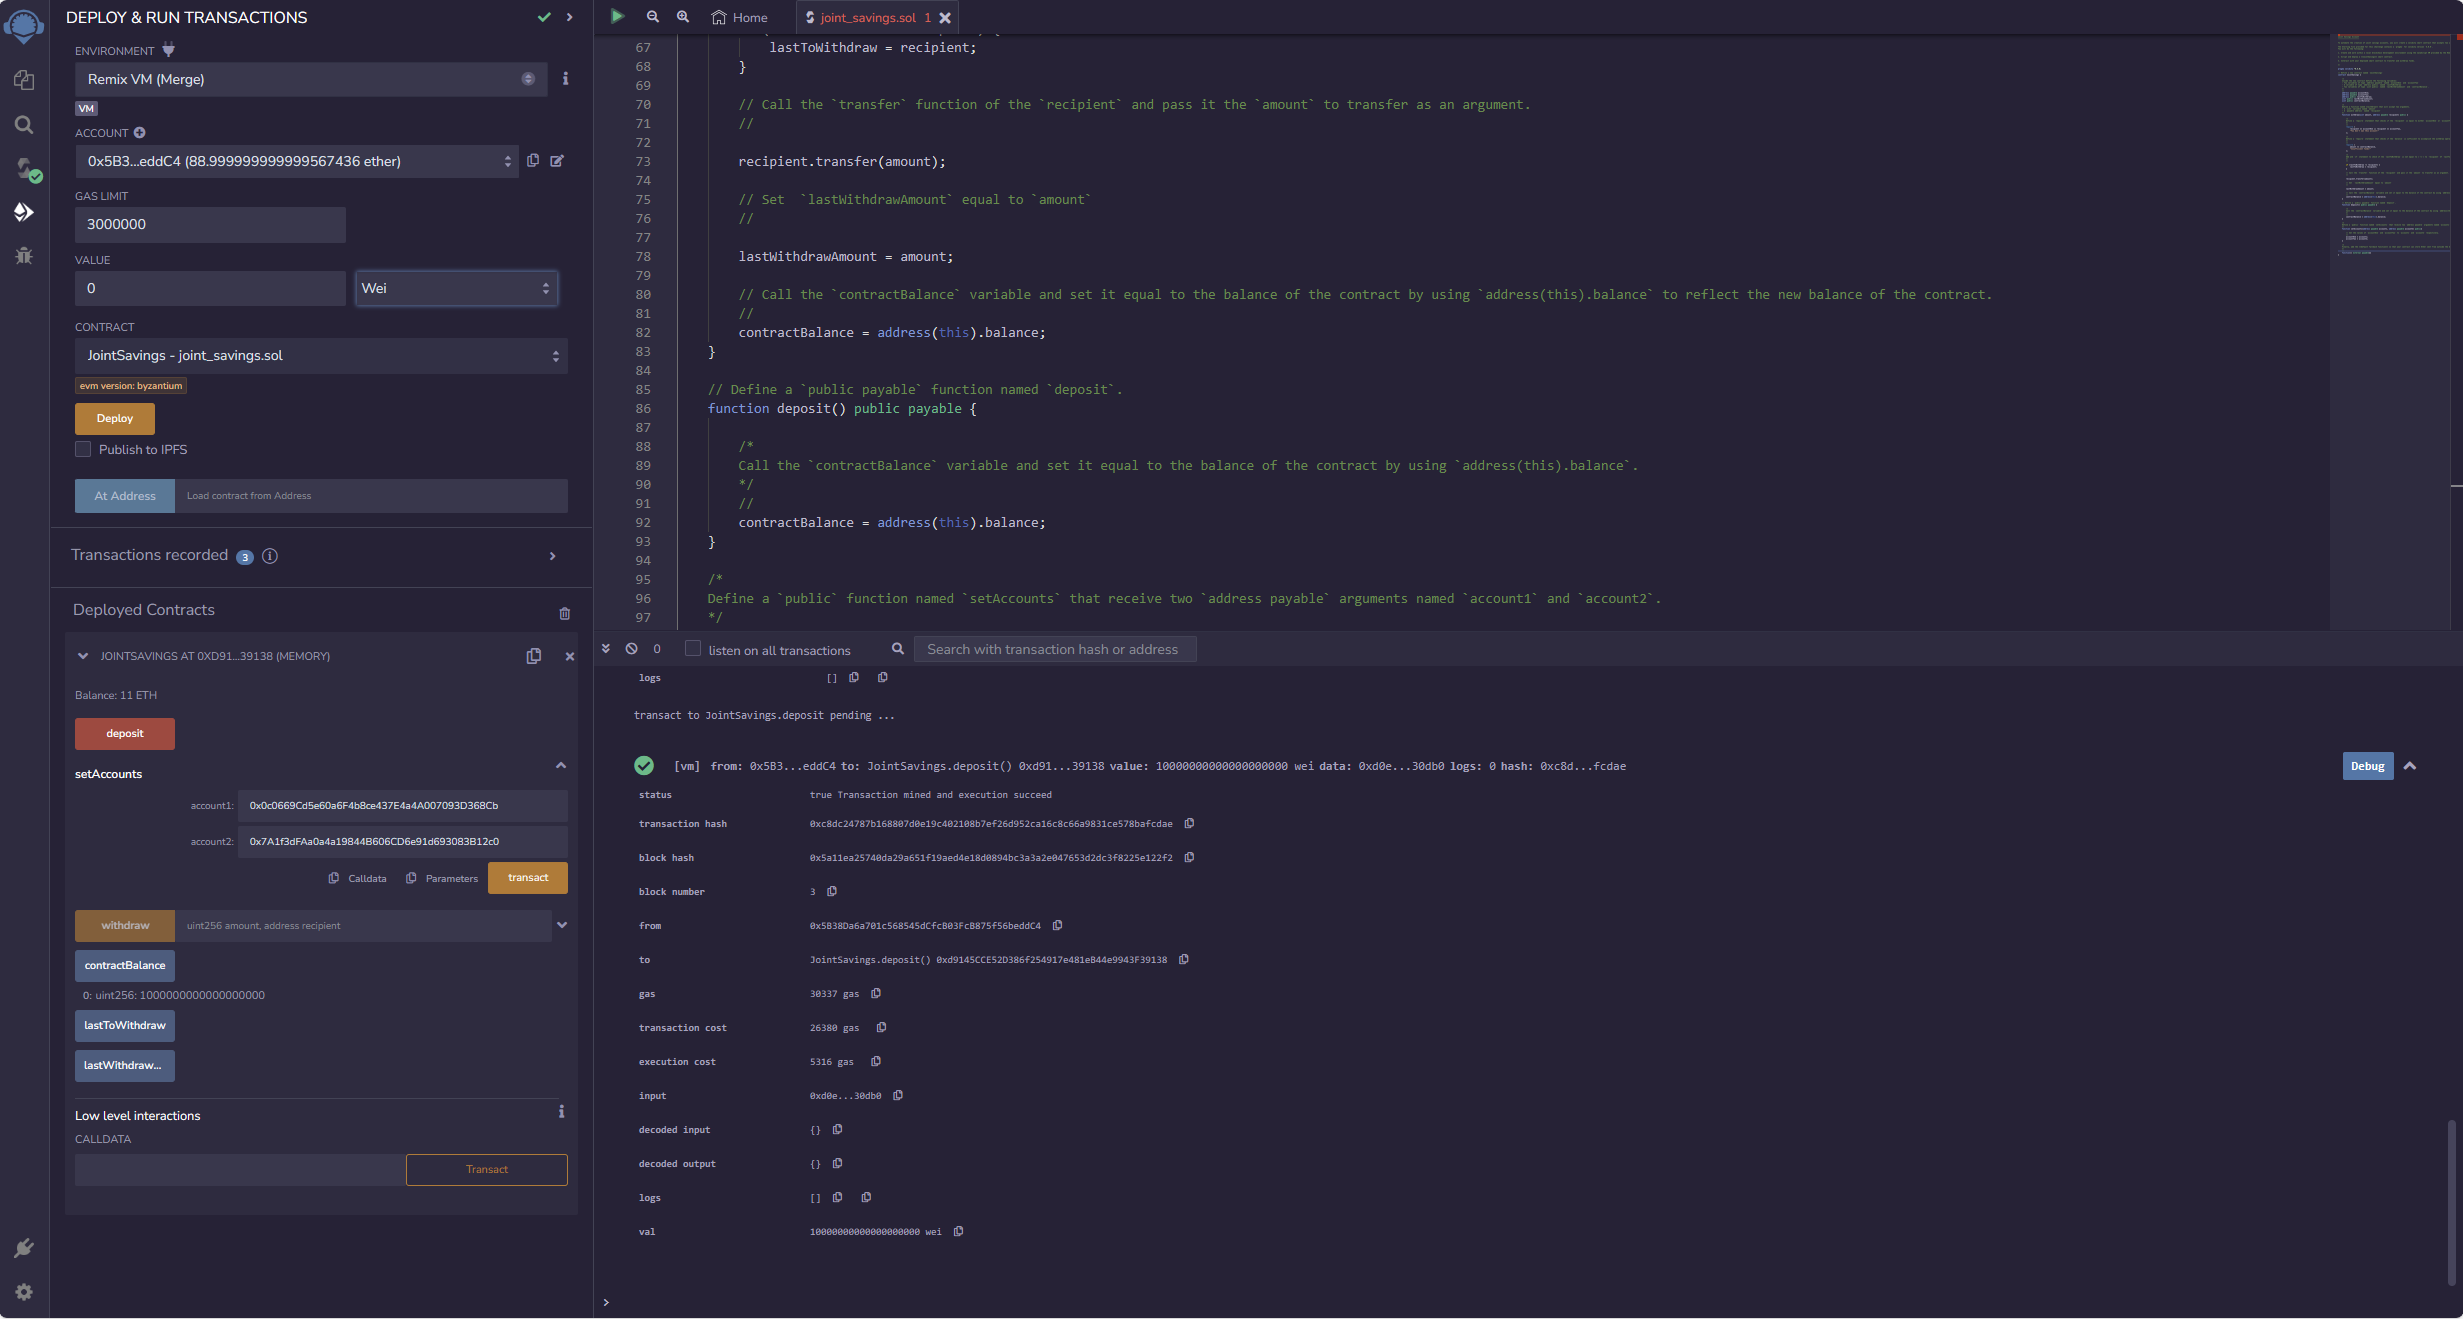 DEPLOY & RUN TRANSACTIONS
ENVIRONMENT
Remix VM (Merge)
VM
ACCOUNT
0x5B3...eddC4 (88.999999999999567436 ether)
GAS LIMIT
3000000
VALUE
0
Wei
CONTRACT
JointSavings - joint_savings.sol
evm version: byzantium
Deploy
Publish to IPFS
At Address
Load contract from Address
Transactions recorded 3
Deployed Contracts
JOINTSAVINGS AT 0XD91...39138 (MEMORY)
Balance: 11 ETH
deposit
setAccounts
account1: 0x0c0669Cd5e60a6F4b8ce437E4a4A007093D368Cb
account2: 0x7A1f3dFAa0a4a19844B606CD6e91d693083B12c0
Calldata
Parameters
transact
withdraw
uint256 amount, address recipient
contractBalance
0: uint256: 1000000000000000000
lastToWithdraw
lastWithdraw...
Low level interactions
CALLDATA
Transact
Home
joint_savings.sol 1
67 lastToWithdraw = recipient;
68 }
69
70 // Call the `transfer` function of the `recipient` and pass it the `amount` to transfer as an argument.
71 //
72
73 recipient.transfer(amount);
74
75 // Set  `lastWithdrawAmount` equal to `amount`
76 //
77
78 lastWithdrawAmount = amount;
79
80 // Call the `contractBalance` variable and set it equal to the balance of the contract by using `address(this).balance` to reflect the new balance of the contract.
81 //
82 contractBalance = address(this).balance;
83 }
84
85 // Define a `public payable` function named `deposit`.
86 function deposit() public payable {
87
88 /*
89 Call the `contractBalance` variable and set it equal to the balance of the contract by using `address(this).balance`.
90 */
91 //
92 contractBalance = address(this).balance;
93 }
94
95 /*
96 Define a `public` function named `setAccounts` that receive two `address payable` arguments named `account1` and `account2`.
97 */
0
listen on all transactions
Search with transaction hash or address
logs []
transact to JointSavings.deposit pending ...
[vm] from: 0x5B3...eddC4 to: JointSavings.deposit() 0xd91...39138 value: 10000000000000000000 wei data: 0xd0e...30db0 logs: 0 hash: 0xc8d...fcdae
Debug
status true Transaction mined and execution succeed
transaction hash 0xc8dc24787b168807d0e19c402108b7ef26d952ca16c8c66a9831ce578bafcdae
block hash 0x5a11ea25740da29a651f19aed4e18d0894bc3a3a2e047653d2dc3f8225e122f2
block number 3
from 0x5B38Da6a701c568545dCfcB03FcB875f56beddC4
to JointSavings.deposit() 0xd9145CCE52D386f254917e481eB44e9943F39138
gas 30337 gas
transaction cost 26380 gas
execution cost 5316 gas
input 0xd0e...30db0
decoded input {}
decoded output {}
logs []
val 10000000000000000000 wei
>